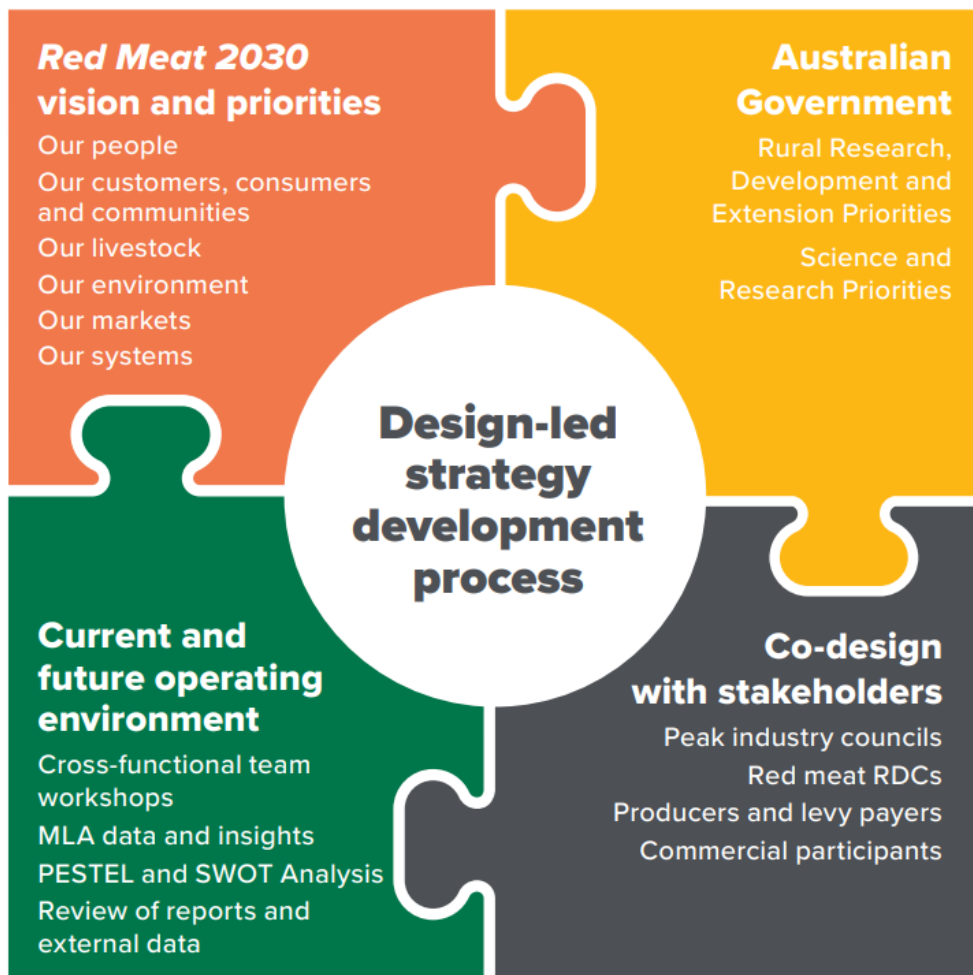 Red Meat 2030
vision and priorities
Our people
Our customers, consumers
and communities
Our livestock
Our environment
Our markets
Our systems
Australian
Government
Rural Research,
Development and
Extension Priorities
Science and
Research Priorities
Design-led
strategy
development
process
Current and
future operating
environment
Cross-functional team
workshops
MLA data and insights
PESTEL and SWOT Analysis
Review of reports and
external data
Co-design
with stakeholders
Peak industry councils
Red meat RDCs
Producers and levy payers
Commercial participants